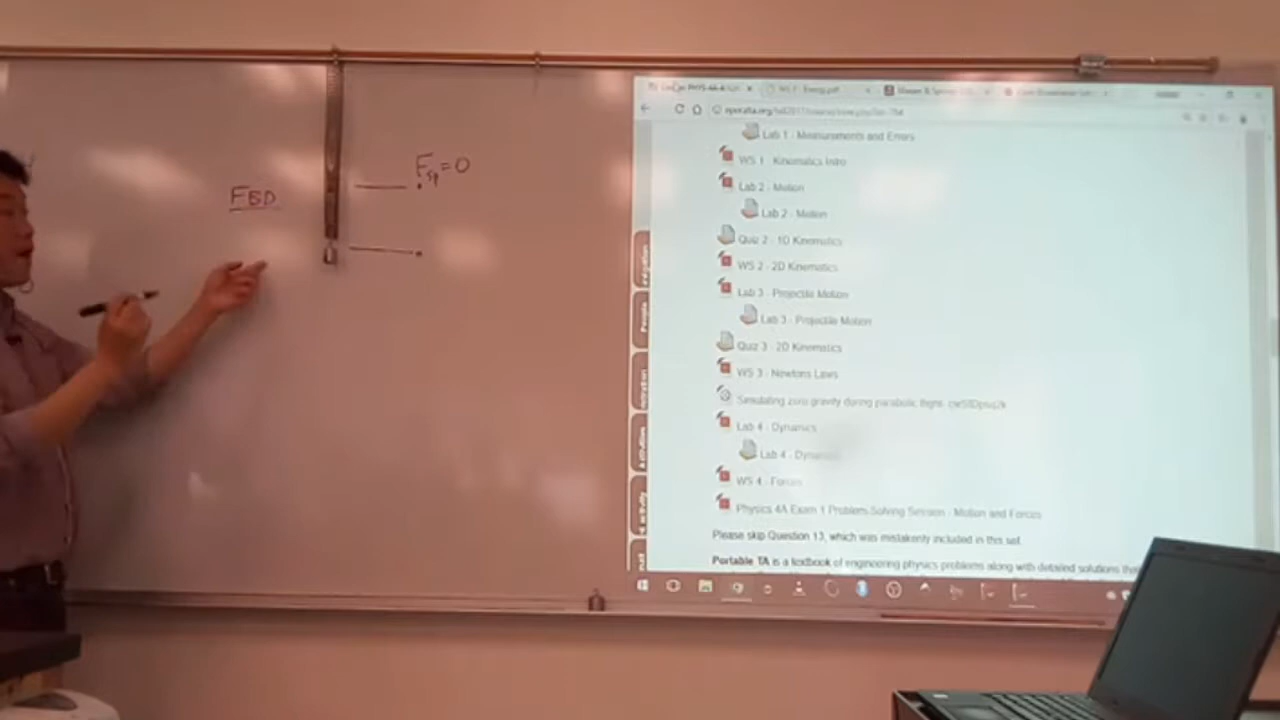 F_sp = 0
FBD
Lab 1 - Measurements and Errors
WS 1 - Kinematics Intro
Lab 2 - Motion
Lab 2 - Motion
Quiz 2 - 1D Kinematics
WS 2 - 2D Kinematics
Lab 3 - Projectile Motion
Lab 3 - Projectile Motion
Quiz 3 - 2D Kinematics
WS 3 - Newtons Laws
Simulating zero gravity during parabolic flight
Lab 4 - Dynamics
Lab 4 - Dynamics
WS 4 - Forces
Physics 4A Exam 1 Problem-Solving Session - Motion and Forces
Please skip Question 13, which was mistakenly included in this set.
Portable TA is a textbook of engineering physics problems along with detailed solutions